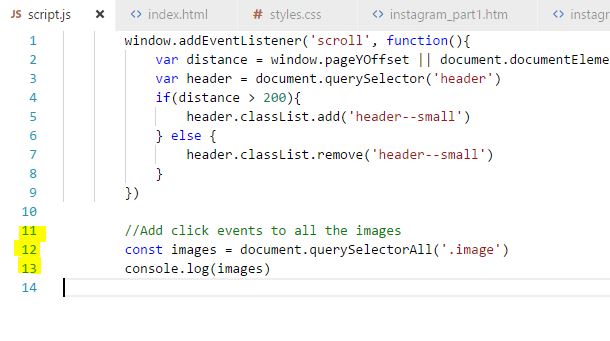 JS script.js × <> index.html # styles.css <> instagram_part1.htm <> instagr
1 window.addEventListener('scroll', function(){
2 var distance = window.pageYOffset || document.documentEleme
3 var header = document.querySelector('header')
4 if(distance > 200){
5 header.classList.add('header--small')
6 } else {
7 header.classList.remove('header--small')
8 }
9 })
10
11 //Add click events to all the images
12 const images = document.querySelectorAll('.image')
13 console.log(images)
14